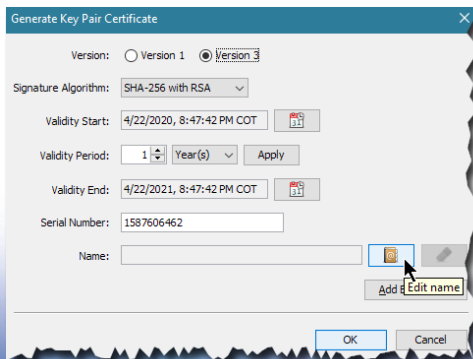 Generate Key Pair Certificate
Version: Version 1 Version 3
Signature Algorithm: SHA-256 with RSA
Validity Start: 4/22/2020, 8:47:42 PM COT
Validity Period: 1 Year(s) Apply
Validity End: 4/22/2021, 8:47:42 PM COT
Serial Number: 1587606462
Name:
Add
Edit name
OK Cancel